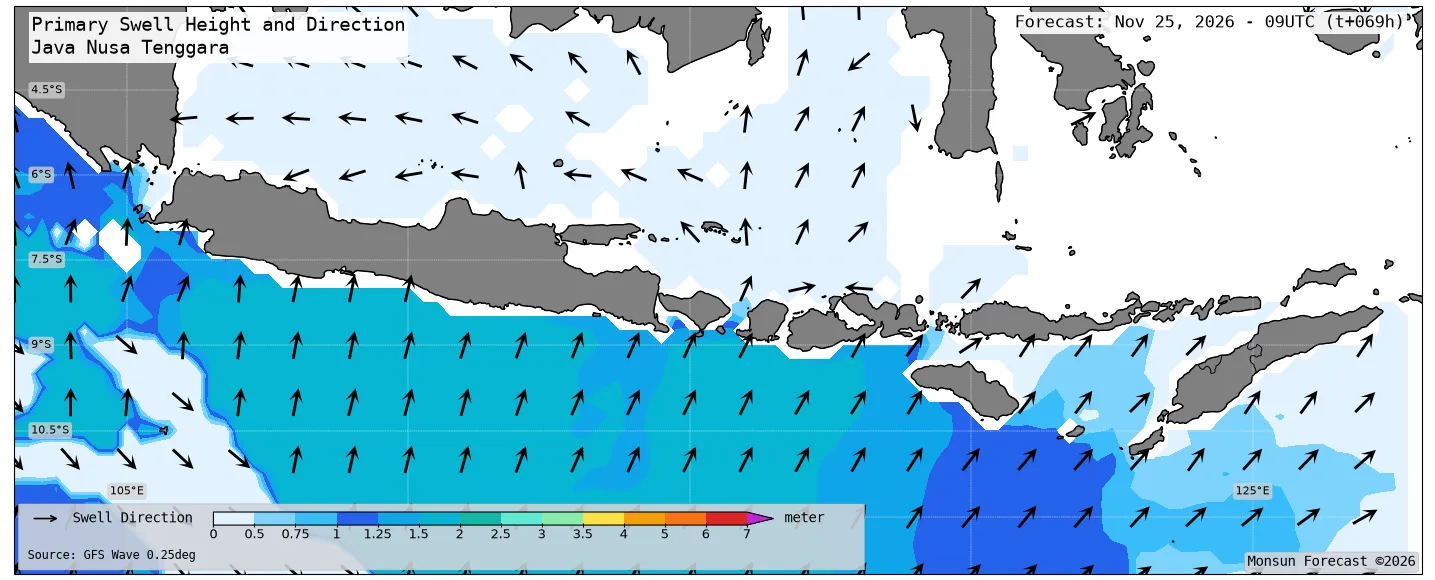 Primary Swell Height and Direction
Java Nusa Tenggara
Forecast: Nov 25, 2026 - 09UTC (t+069h)
4.5°S
6°S
7.5°S
9°S
10.5°S
105°E
125°E
Swell Direction
meter
0 0.5 0.75 1 1.25 1.5 2 2.5 3 3.5 4 5 6 7
Source: GFS Wave 0.25deg
Monsun Forecast ©2026